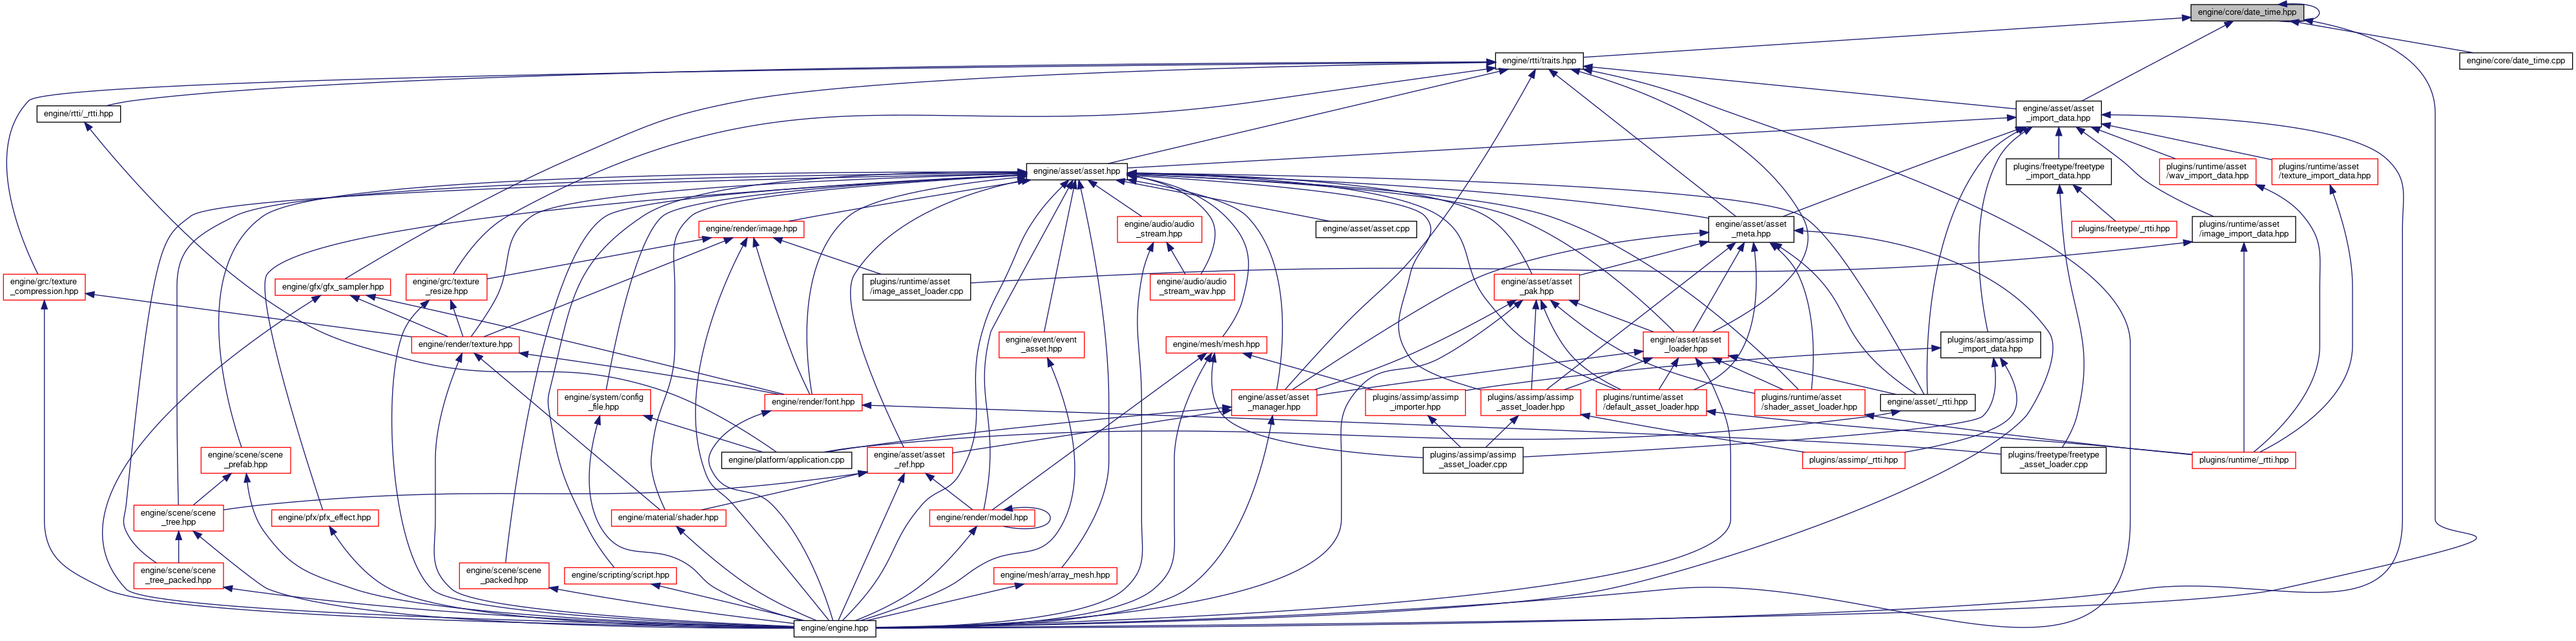 engine/core/date_time.hpp
engine/rtti/traits.hpp
engine/core/date_time.cpp
engine/rtti/_rtti.hpp
engine/asset/asset
_import_data.hpp
engine/asset/asset.hpp
plugins/freetype/freetype
_import_data.hpp
plugins/runtime/asset
/wav_import_data.hpp
plugins/runtime/asset
/texture_import_data.hpp
engine/render/image.hpp
engine/audio/audio
_stream.hpp
engine/asset/asset.cpp
engine/asset/asset
_meta.hpp
plugins/freetype/_rtti.hpp
plugins/runtime/asset
/image_import_data.hpp
engine/grc/texture
_compression.hpp
engine/gfx/gfx_sampler.hpp
engine/grc/texture
_resize.hpp
plugins/runtime/asset
/image_asset_loader.cpp
engine/audio/audio
_stream_wav.hpp
engine/asset/asset
_pak.hpp
engine/render/texture.hpp
engine/event/event
_asset.hpp
engine/mesh/mesh.hpp
engine/asset/asset
_loader.hpp
plugins/assimp/assimp
_import_data.hpp
engine/system/config
_file.hpp
engine/render/font.hpp
engine/asset/asset
_manager.hpp
plugins/assimp/assimp
_importer.hpp
plugins/assimp/assimp
_asset_loader.hpp
plugins/runtime/asset
/default_asset_loader.hpp
plugins/runtime/asset
/shader_asset_loader.hpp
engine/asset/_rtti.hpp
engine/scene/scene
_prefab.hpp
engine/platform/application.cpp
engine/asset/asset
_ref.hpp
plugins/assimp/assimp
_asset_loader.cpp
plugins/assimp/_rtti.hpp
plugins/freetype/freetype
_asset_loader.cpp
plugins/runtime/_rtti.hpp
engine/scene/scene
_tree.hpp
engine/pfx/pfx_effect.hpp
engine/material/shader.hpp
engine/render/model.hpp
engine/scene/scene
_tree_packed.hpp
engine/scene/scene
_packed.hpp
engine/scripting/script.hpp
engine/mesh/array_mesh.hpp
engine/engine.hpp